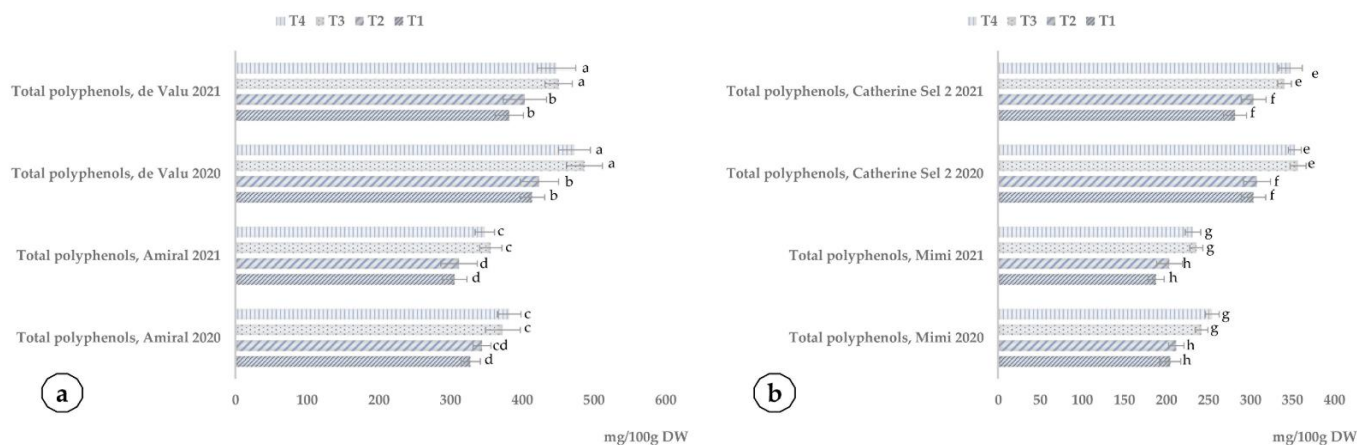 T4 T3 T2 T1
Total polyphenols, de Valu 2021
a
a
b
b
Total polyphenols, de Valu 2020
a
a
b
b
Total polyphenols, Amiral 2021
c
c
d
d
Total polyphenols, Amiral 2020
c
c
cd
d
a
0 100 200 300 400 500 600
mg/100g DW
T4 T3 T2 T1
Total polyphenols, Catherine Sel 2 2021
e
e
f
f
Total polyphenols, Catherine Sel 2 2020
e
e
f
f
Total polyphenols, Mimi 2021
g
g
h
h
Total polyphenols, Mimi 2020
g
g
h
h
b
0 50 100 150 200 250 300 350 400
mg/100g DW